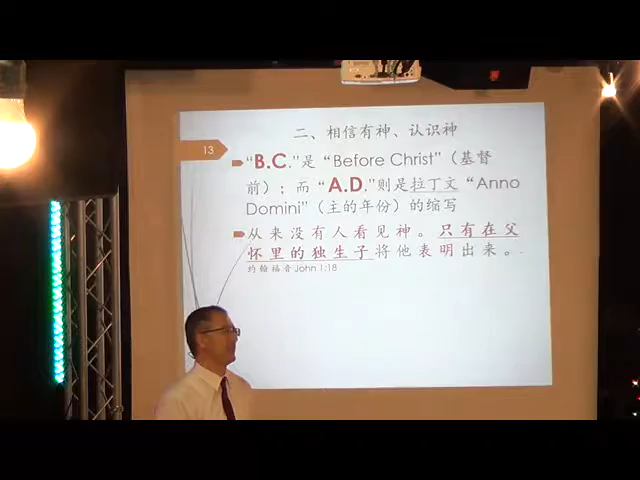 二、相信有神、认识神
13
“B.C.”是 “Before Christ”（基督
前）；而 “A.D.”则是拉丁文 “Anno
Domini”（主的年份）的缩写
从来没有人看见神。只有在父
怀里的独生子将他表明出来。
约翰福音 John 1:18